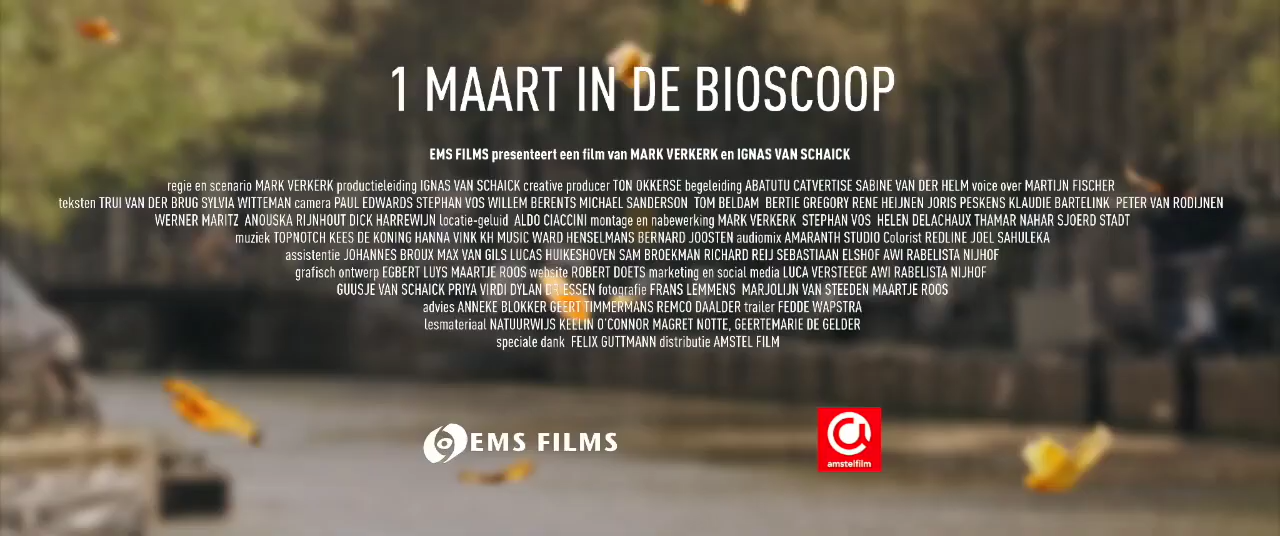 1 MAART IN DE BIOSCOOP
EMS FILMS presenteert een film van MARK VERKERK en IGNAS VAN SCHAICK
regie en scenario MARK VERKERK productieleiding IGNAS VAN SCHAICK creative producer TON OKKERSE begeleiding ABATUTU CATVERTISE SABINE VAN DER HELM voice over MARTIJN FISCHER
teksten TRUI VAN DER BRUG SYLVIA WITTEMAN camera PAUL EDWARDS STEPHAN VOS WILLEM BERENTS MICHAEL SANDERSON TOM BELDAM BERTIE GREGORY RENE HEIJNEN JORIS PESKENS KLAUDIE BARTELINK PETER VAN RODIJNEN
WERNER MARITZ ANOUSKA RIJNHOUT DICK HARREWIJN locatie-geluid ALDO CIACCINI montage en nabewerking MARK VERKERK STEPHAN VOS HELEN DELACHAUX THAMAR NAHAR SJOERD STADT
muziek TOPNOTCH KEES DE KONING HANNA VINK KH MUSIC WARD HENSELMANS BERNARD JOOSTEN audiomix AMARANTH STUDIO Colorist REDLINE JOEL SAHULEKA
assistentie JOHANNES BROUX MAX VAN GILS LUCAS HUIKESHOVEN SAM BROEKMAN RICHARD REIJ SEBASTIAAN ELSHOF AWI RABELISTA NIJHOF
grafisch ontwerp EGBERT LUYS MAARTJE ROOS website ROBERT DOETS marketing en social media LUCA VERSTEEGE AWI RABELISTA NIJHOF
GUUSJE VAN SCHAICK PRIYA VIRDI DYLAN DRIESSEN fotografie FRANS LEMMENS MARJOLIJN VAN STEEDEN MAARTJE ROOS
advies ANNEKE BLOKKER GEERT TIMMERMANS REMCO DAALDER trailer FEDDE WAPSTRA
lesmateriaal NATUURWIJS KEELIN O'CONNOR MAGRET NOTTE, GEERTEMARIE DE GELDER
speciale dank FELIX GUTTMANN distributie AMSTEL FILM
EMS FILMS
amstelfilm